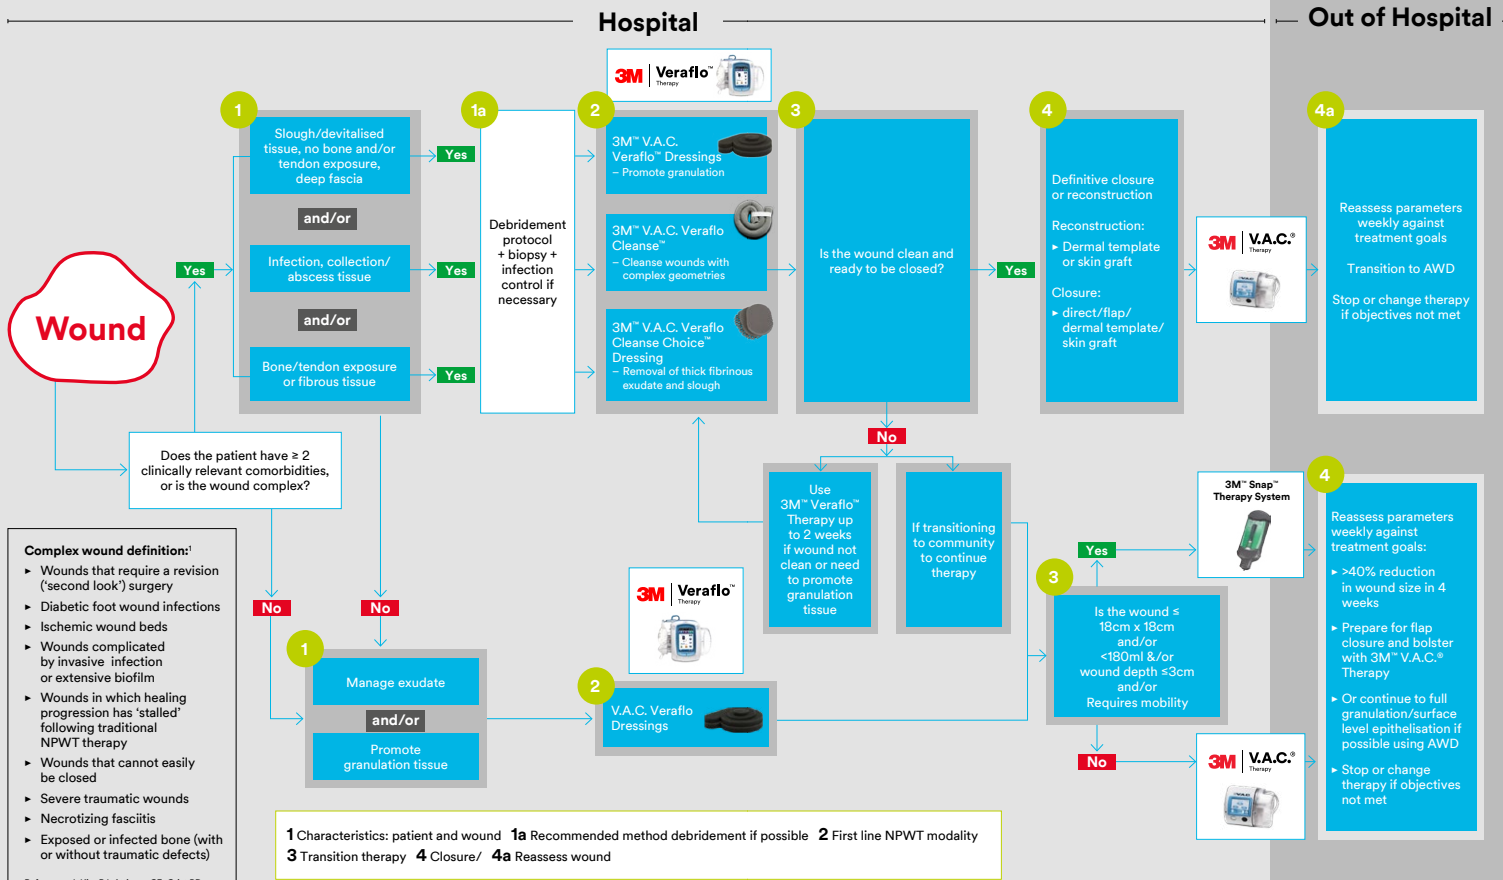 Hospital
Out of Hospital
3M Veraflo™
Therapy
1
1a
2
3
4
4a
Slough/devitalised
tissue, no bone and/or
tendon exposure,
deep fascia
Yes
and/or
Infection, collection/
abscess tissue
Yes
and/or
Bone/tendon exposure
or fibrous tissue
Yes
Yes
Wound
Debridement
protocol
+ biopsy +
infection
control if
necessary
3M™ V.A.C.
Veraflo™ Dressings
– Promote granulation
3M™ V.A.C. Veraflo
Cleanse™
– Cleanse wounds with
complex geometries
3M™ V.A.C. Veraflo
Cleanse Choice™
Dressing
– Removal of thick fibrinous
exudate and slough
Is the wound clean and
ready to be closed?
Yes
Definitive closure
or reconstruction
Reconstruction:
► Dermal template
or skin graft
Closure:
► direct/flap/
dermal template/
skin graft
3M V.A.C.®
Therapy
Reassess parameters
weekly against
treatment goals
Transition to AWD
Stop or change therapy
if objectives not met
Does the patient have ≥ 2
clinically relevant comorbidities,
or is the wound complex?
No
Use
3M™ Veraflo™
Therapy up
to 2 weeks
if wound not
clean or need
to promote
granulation
tissue
If transitioning
to community
to continue
therapy
3M™ Snap™
Therapy System
4
Reassess parameters
weekly against
treatment goals:
► >40% reduction
in wound size in 4
weeks
► Prepare for flap
closure and bolster
with 3M™ V.A.C.®
Therapy
► Or continue to full
granulation/surface
level epithelisation if
possible using AWD
► Stop or change
therapy if objectives
not met
Yes
3
Is the wound ≤
18cm x 18cm
and/or
<180ml &/or
wound depth ≤3cm
and/or
Requires mobility
No
3M V.A.C.®
Therapy
Complex wound definition:¹
► Wounds that require a revision
('second look') surgery
► Diabetic foot wound infections
► Ischemic wound beds
► Wounds complicated
by invasive infection
or extensive biofilm
► Wounds in which healing
progression has 'stalled'
following traditional
NPWT therapy
► Wounds that cannot easily
be closed
► Severe traumatic wounds
► Necrotizing fasciitis
► Exposed or infected bone (with
or without traumatic defects)
No
No
1
Manage exudate
and/or
Promote
granulation tissue
3M Veraflo™
Therapy
2
V.A.C. Veraflo
Dressings
1 Characteristics: patient and wound 1a Recommended method debridement if possible 2 First line NPWT modality
3 Transition therapy 4 Closure/ 4a Reassess wound